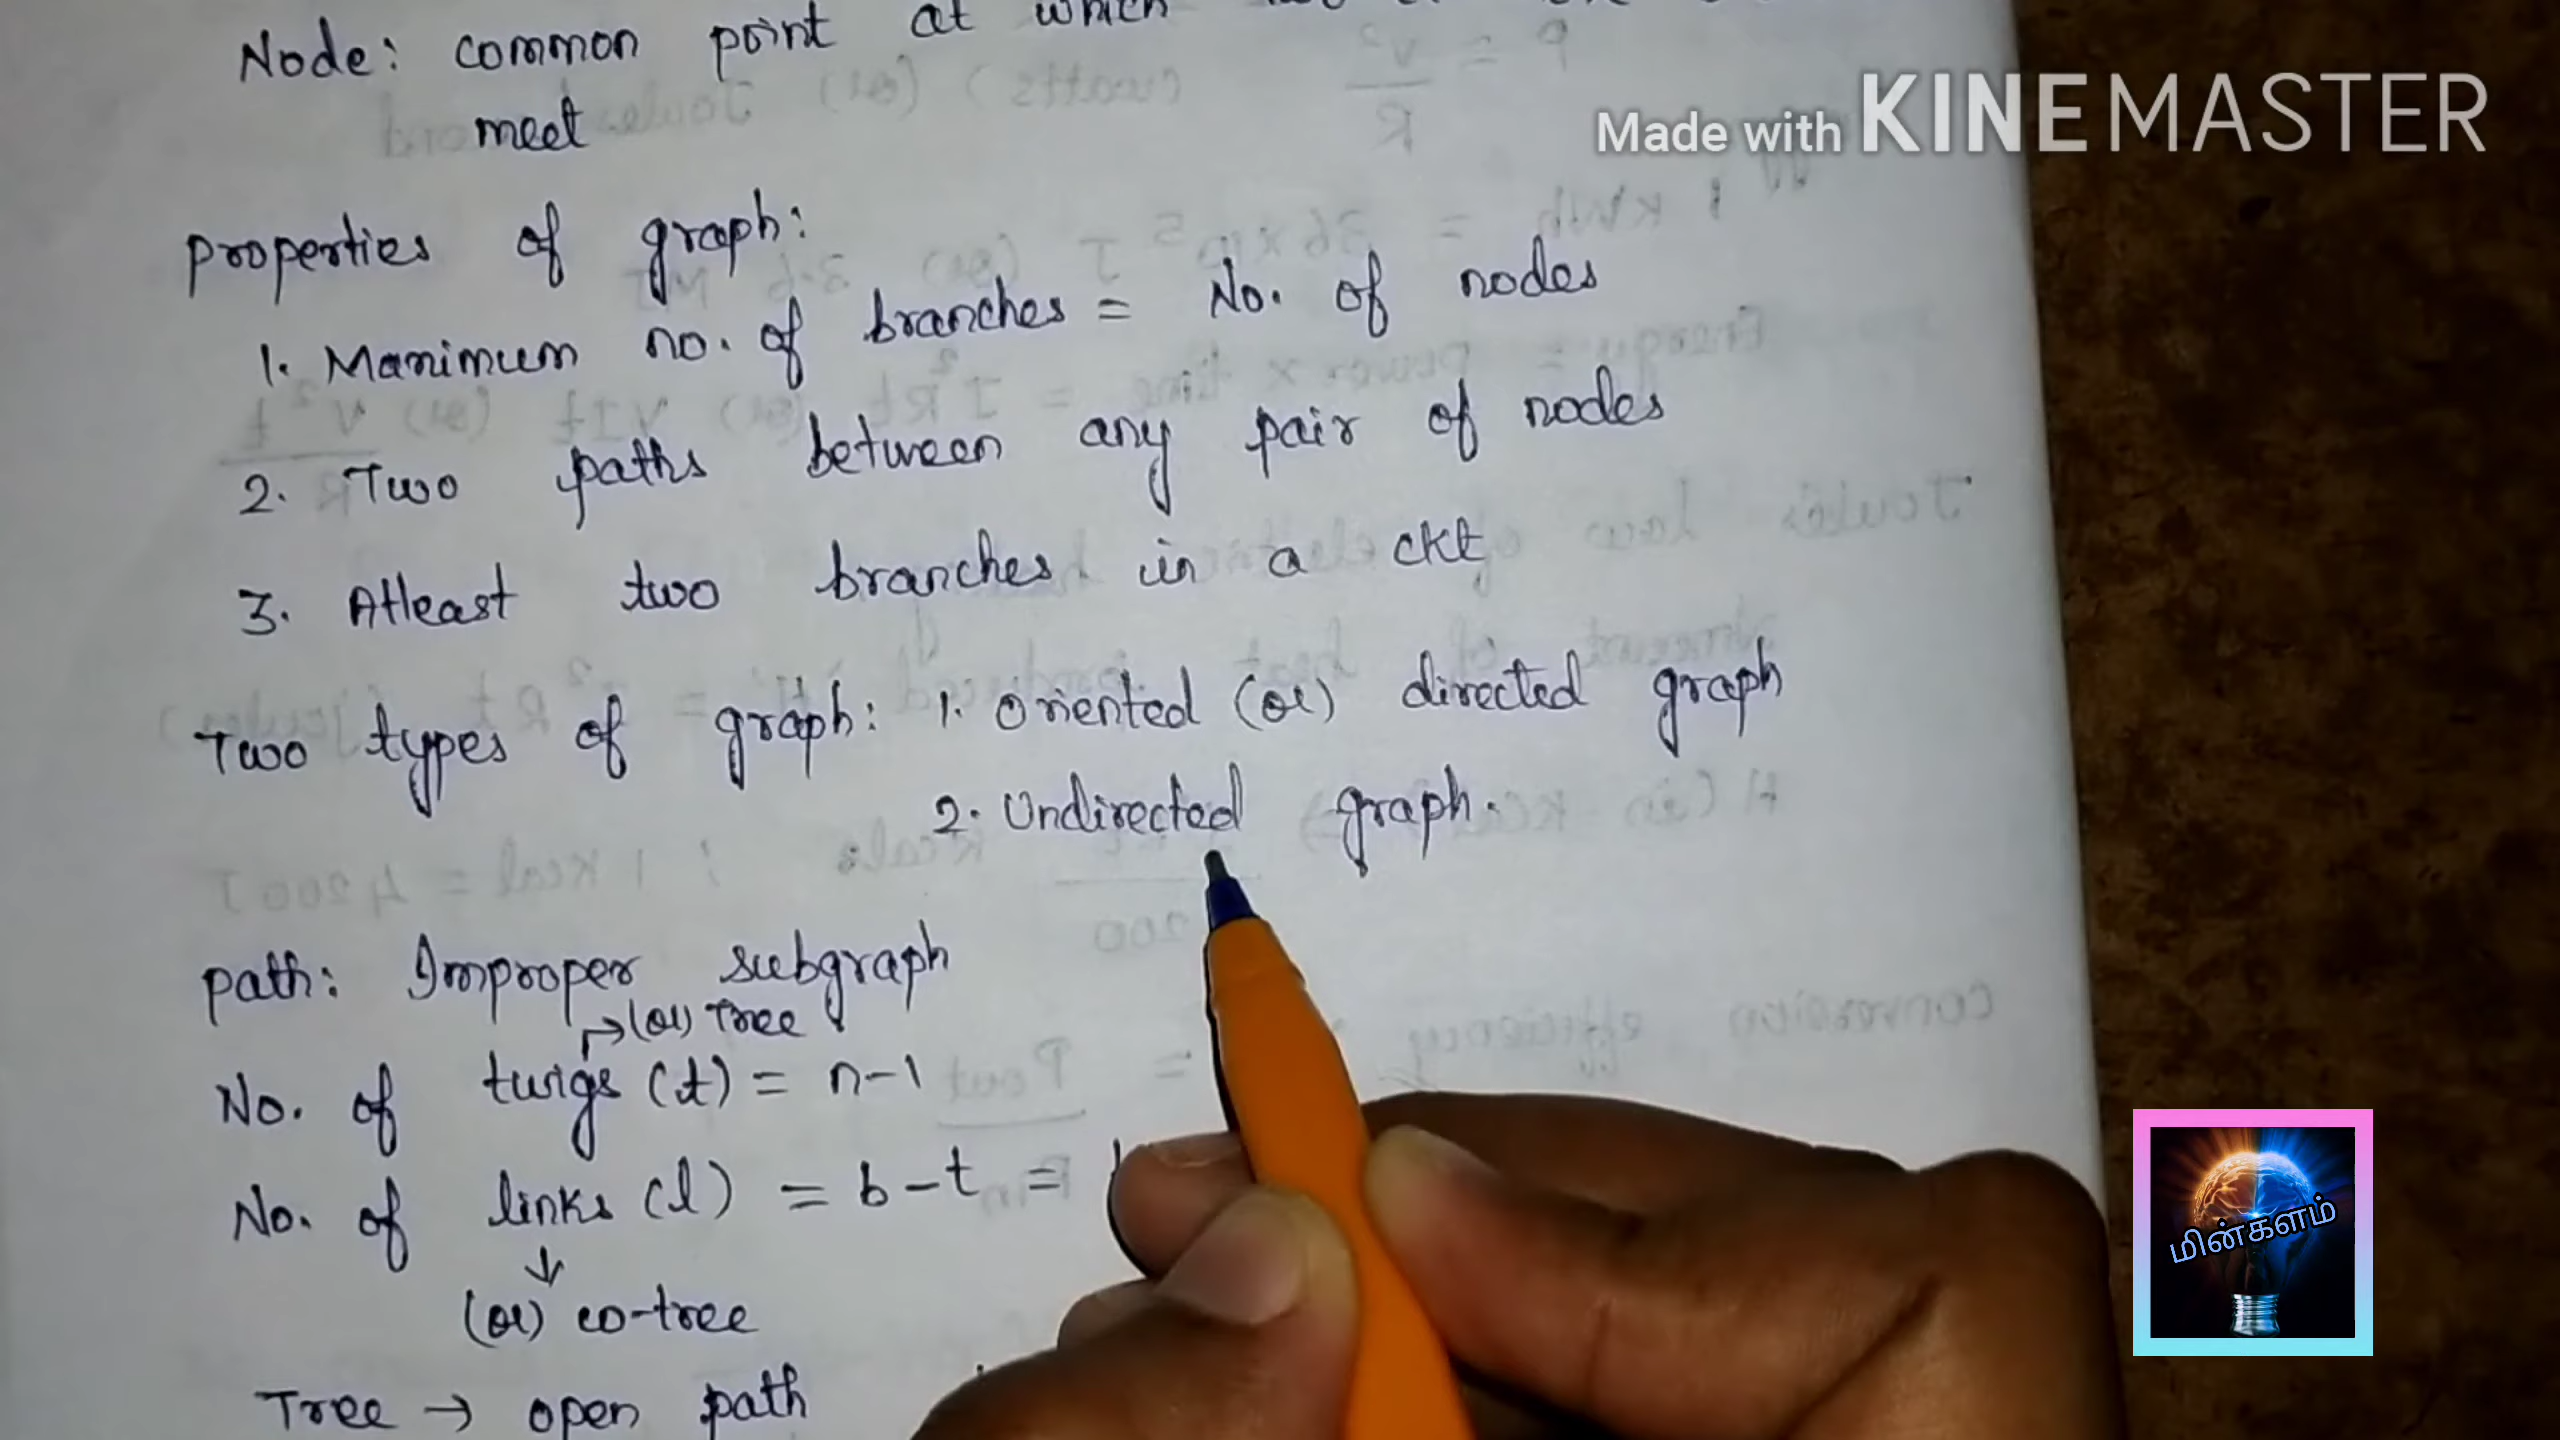 Node: common point at which
meet
Made with KINEMASTER
Properties of graph:
1. Maximum no. of branches = No. of nodes
2. Two paths between any pair of nodes
3. Atleast two branches in a ckt
Two types of graph: 1. Oriented (or) directed graph
2. Undirected graph.
path: Improper subgraph
→ (or) Tree
No. of twigs (t) = n-1
No. of links (l) = b-t =
↓
(or) co-tree
Tree → open path
மின்களம்